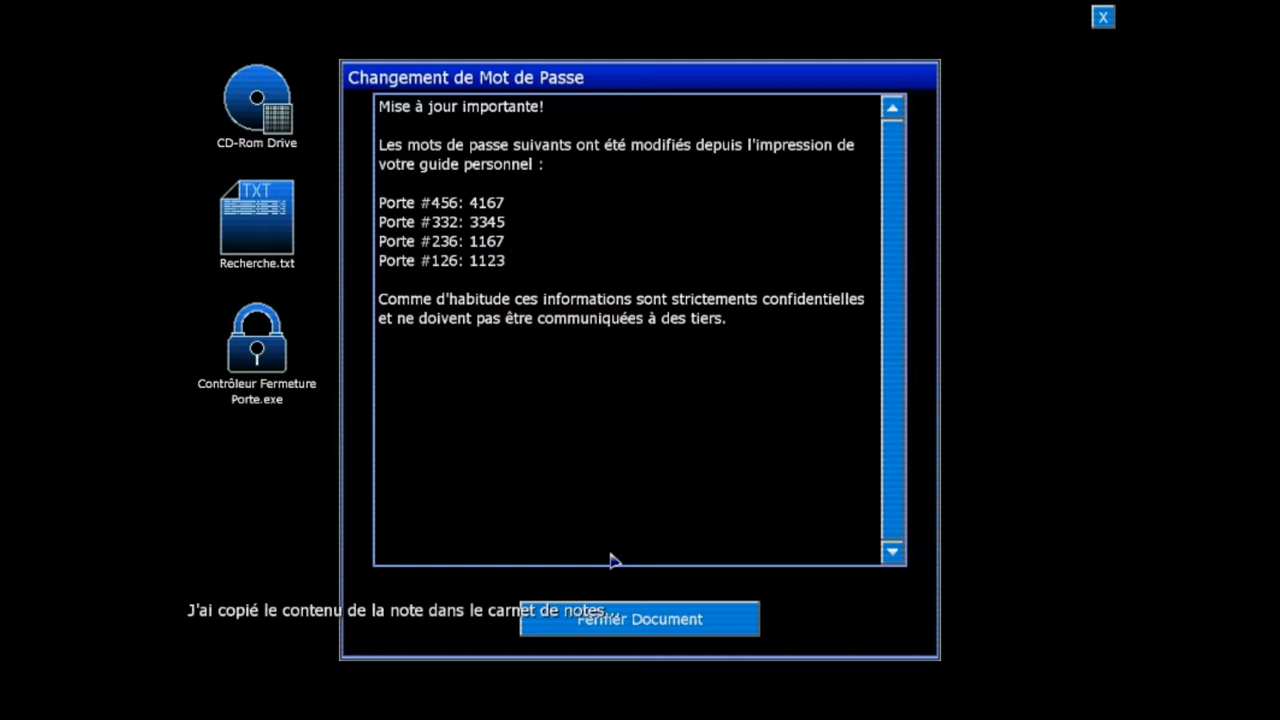 X
Changement de Mot de Passe
Mise à jour importante!
Les mots de passe suivants ont été modifiés depuis l'impression de
votre guide personnel :
Porte #456: 4167
Porte #332: 3345
Porte #236: 1167
Porte #126: 1123
Comme d'habitude ces informations sont strictements confidentielles
et ne doivent pas être communiquées à des tiers.
CD-Rom Drive
TXT
Recherche.txt
Contrôleur Fermeture
Porte.exe
J'ai copié le contenu de la note dans le carnet de notes...
Fermer Document